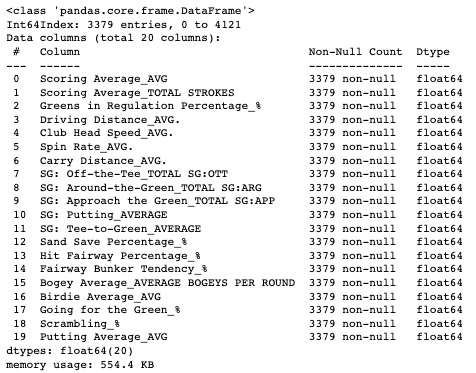 <class 'pandas.core.frame.DataFrame'>
Int64Index: 3379 entries, 0 to 4121
Data columns (total 20 columns):
 #   Column                                     Non-Null Count  Dtype
---  ------                                     --------------  -----
 0   Scoring Average_AVG                        3379 non-null   float64
 1   Scoring Average_TOTAL STROKES              3379 non-null   float64
 2   Greens in Regulation Percentage_%          3379 non-null   float64
 3   Driving Distance_AVG.                      3379 non-null   float64
 4   Club Head Speed_AVG.                       3379 non-null   float64
 5   Spin Rate_AVG.                             3379 non-null   float64
 6   Carry Distance_AVG.                        3379 non-null   float64
 7   SG: Off-the-Tee_TOTAL SG:OTT               3379 non-null   float64
 8   SG: Around-the-Green_TOTAL SG:ARG          3379 non-null   float64
 9   SG: Approach the Green_TOTAL SG:APP        3379 non-null   float64
 10  SG: Putting_AVERAGE                        3379 non-null   float64
 11  SG: Tee-to-Green_AVERAGE                   3379 non-null   float64
 12  Sand Save Percentage_%                     3379 non-null   float64
 13  Hit Fairway Percentage_%                   3379 non-null   float64
 14  Fairway Bunker Tendency_%                  3379 non-null   float64
 15  Bogey Average_AVERAGE BOGEYS PER ROUND     3379 non-null   float64
 16  Birdie Average_AVG                         3379 non-null   float64
 17  Going for the Green_%                      3379 non-null   float64
 18  Scrambling_%                               3379 non-null   float64
 19  Putting Average_AVG                        3379 non-null   float64
dtypes: float64(20)
memory usage: 554.4 KB